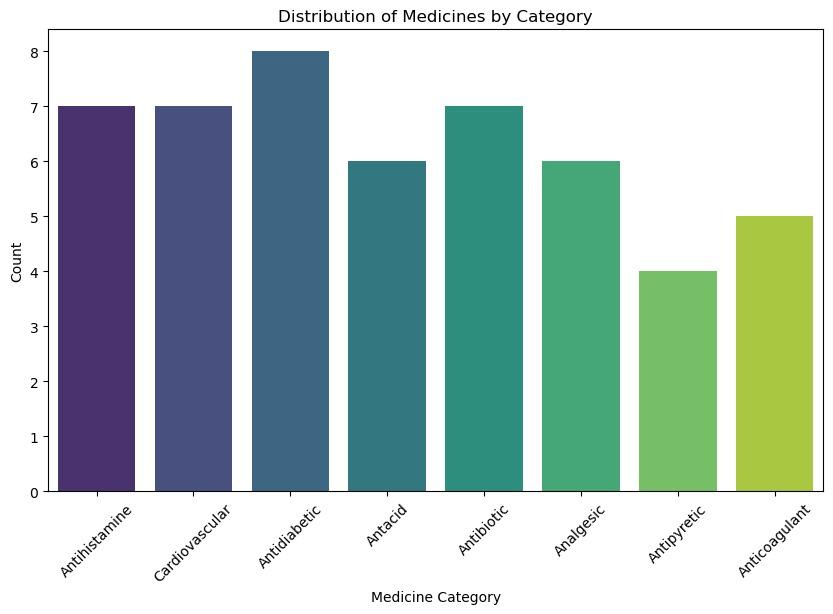 Distribution of Medicines by Category
Count
8
7
6
5
4
3
2
1
0
Antihistamine
Cardiovascular
Antidiabetic
Antacid
Antibiotic
Analgesic
Antipyretic
Anticoagulant
Medicine Category